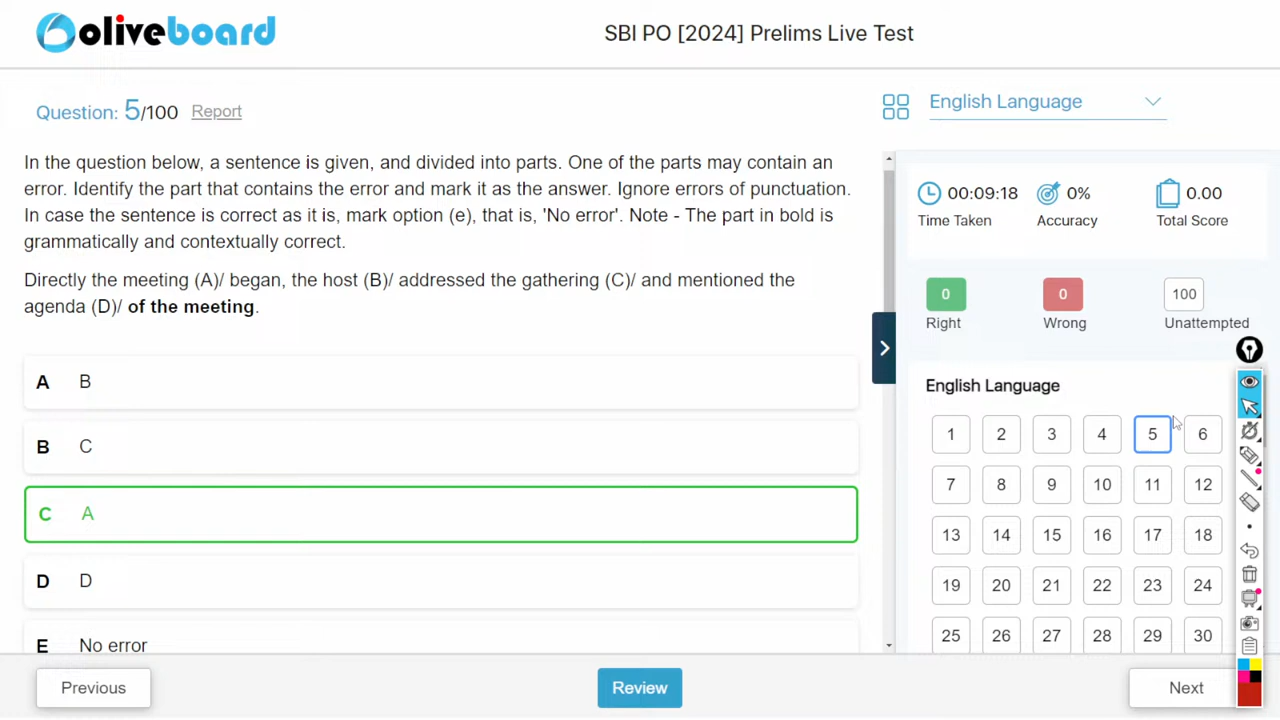 oliveboard
SBI PO [2024] Prelims Live Test
Question: 5/100 Report
English Language
In the question below, a sentence is given, and divided into parts. One of the parts may contain an
error. Identify the part that contains the error and mark it as the answer. Ignore errors of punctuation.
In case the sentence is correct as it is, mark option (e), that is, 'No error'. Note - The part in bold is
grammatically and contextually correct.
Directly the meeting (A)/ began, the host (B)/ addressed the gathering (C)/ and mentioned the
agenda (D)/ of the meeting.
A B
B C
C A
D D
E No error
00:09:18 0% 0.00
Time Taken Accuracy Total Score
0 0 100
Right Wrong Unattempted
English Language
1 2 3 4 5 6
7 8 9 10 11 12
13 14 15 16 17 18
19 20 21 22 23 24
25 26 27 28 29 30
Previous Review Next